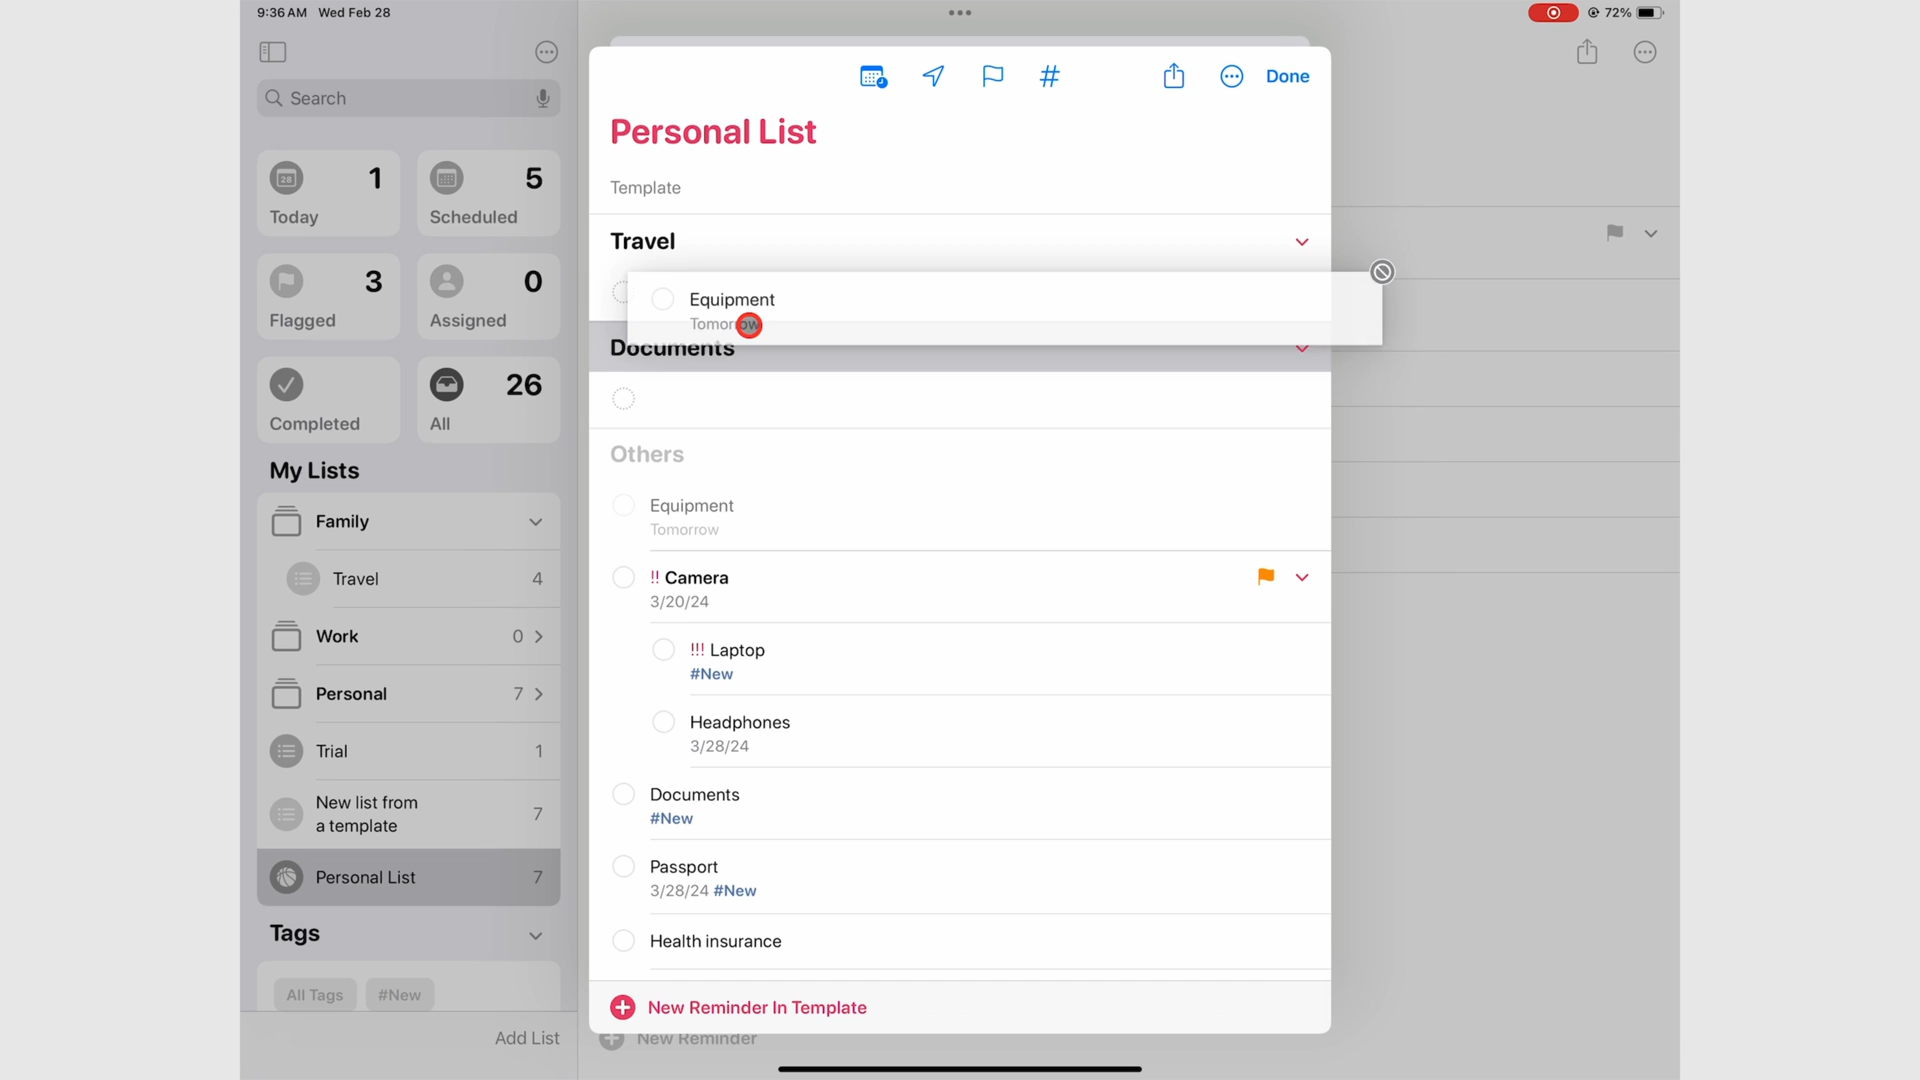 9:36 AM Wed Feb 28
72%
Search
28
1
Today
5
Scheduled
3
Flagged
0
Assigned
Completed
26
All
My Lists
Family
Travel 4
Work 0
Personal 7
Trial 1
New list from
a template
7
Personal List 7
Tags
All Tags #New
Add List
Done
Personal List
Template
Travel
Equipment
Tomorrow
Documents
Others
Equipment
Tomorrow
!! Camera
3/20/24
!!! Laptop
#New
Headphones
3/28/24
Documents
#New
Passport
3/28/24 #New
Health insurance
New Reminder In Template
New Reminder